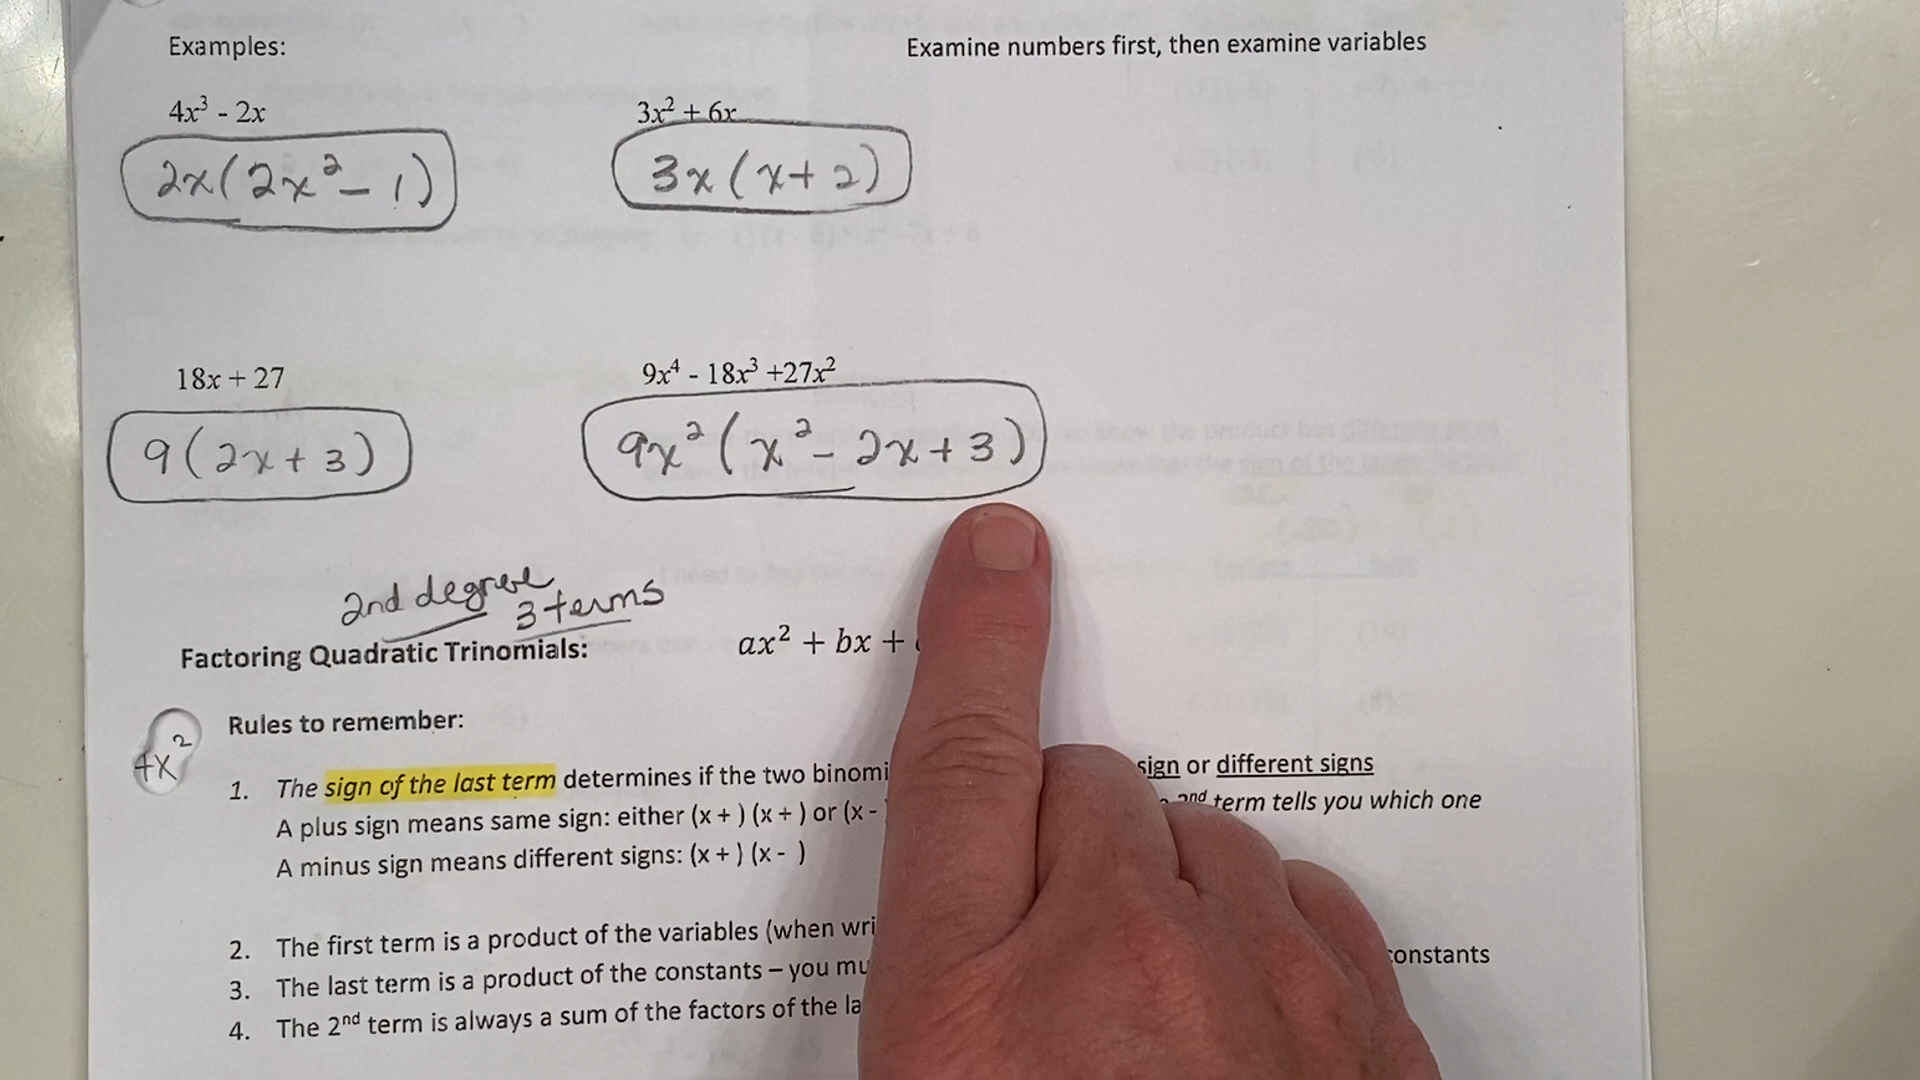 Examples:
Examine numbers first, then examine variables
4x³ - 2x
3x² + 6x
2x(2x² - 1)
3x(x + 2)
18x + 27
9x⁴ - 18x³ +27x²
9(2x + 3)
9x²(x² - 2x + 3)
2nd degree
3 terms
Factoring Quadratic Trinomials:
ax² + bx +
Rules to remember:
4x²
1. The sign of the last term determines if the two sign or different signs
A plus sign means same sign: either (x + ) (x + ) or (x - 2nd term tells you which one
A minus sign means different signs: (x + ) (x - )
2. The first term is a product of the variables (when
3. The last term is a product of the constants – you constants
4. The 2nd term is always a sum of the factors of the